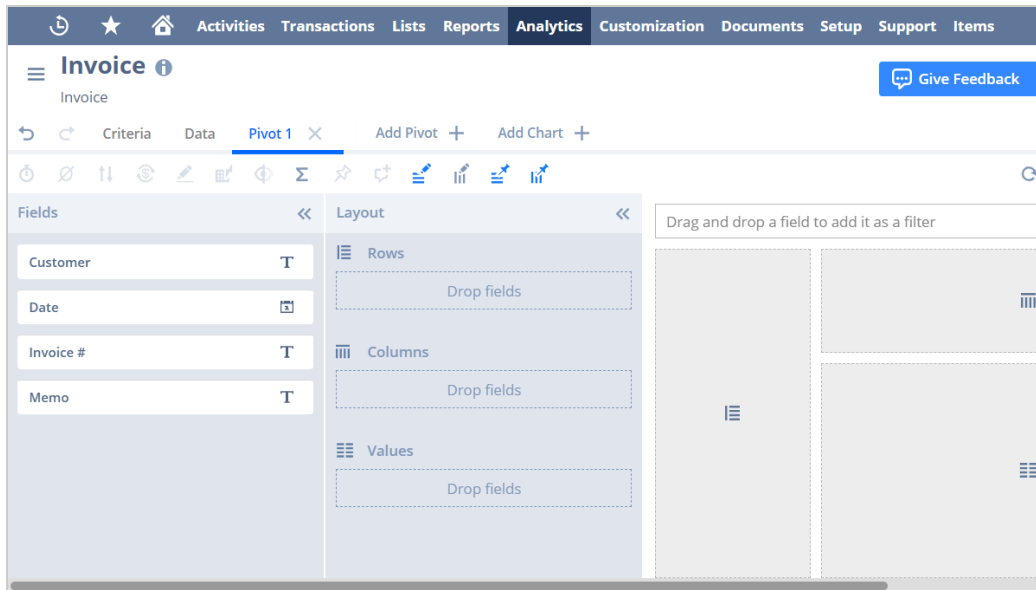 Activities Transactions Lists Reports Analytics Customization Documents Setup Support Items
Invoice
Invoice
Give Feedback
Criteria Data Pivot 1 Add Pivot Add Chart
Fields
Customer
Date
Invoice #
Memo
Layout
Rows
Drop fields
Columns
Drop fields
Values
Drop fields
Drag and drop a field to add it as a filter